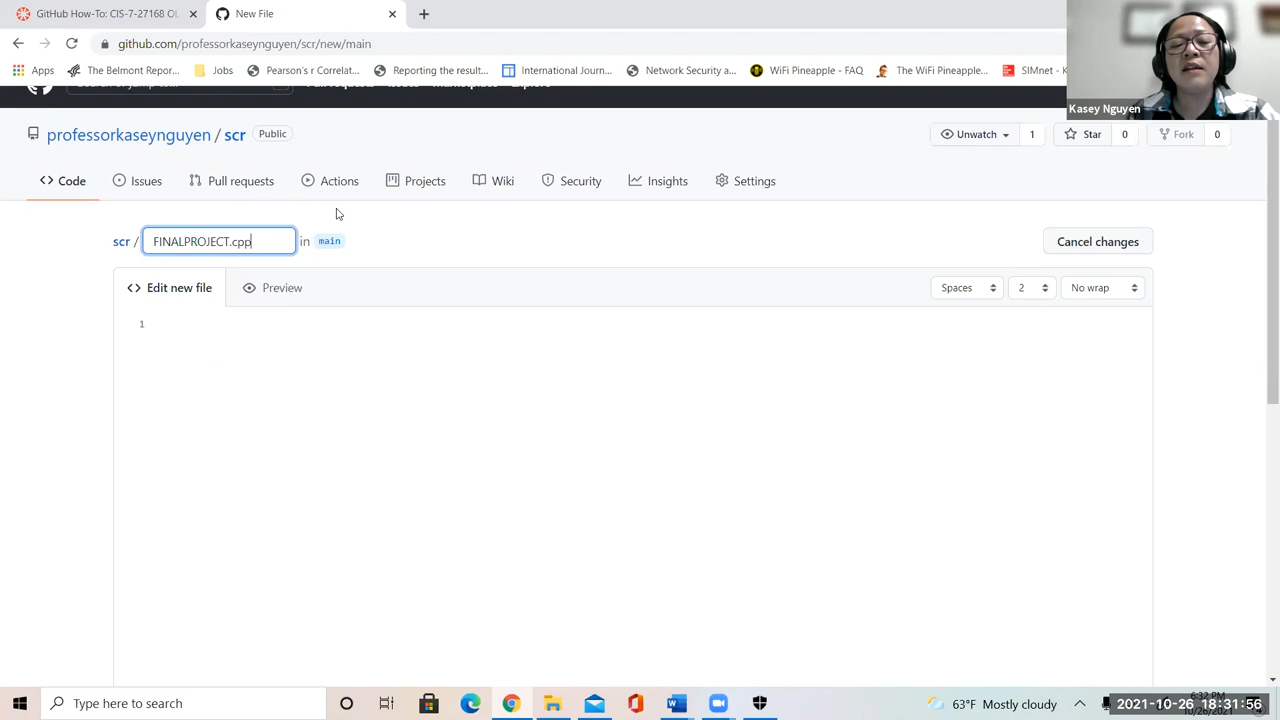 GitHub How-To: CIS-7-27168 OL
New File
github.com/professorkaseynguyen/scr/new/main
Apps
The Belmont Repor...
Jobs
Pearson's r Correlat...
Reporting the result...
International Journ...
Network Security a...
WiFi Pineapple - FAQ
The WiFi Pineapple...
SIMnet - K
Kasey Nguyen
professorkaseynguyen / scr
Public
Unwatch 1
Star 0
Fork 0
Code
Issues
Pull requests
Actions
Projects
Wiki
Security
Insights
Settings
scr / FINALPROJECT.cpp in main
Cancel changes
Edit new file
Preview
Spaces
2
No wrap
1
Type here to search
63°F Mostly cloudy
6:32 PM
2021-10-26 18:31:56